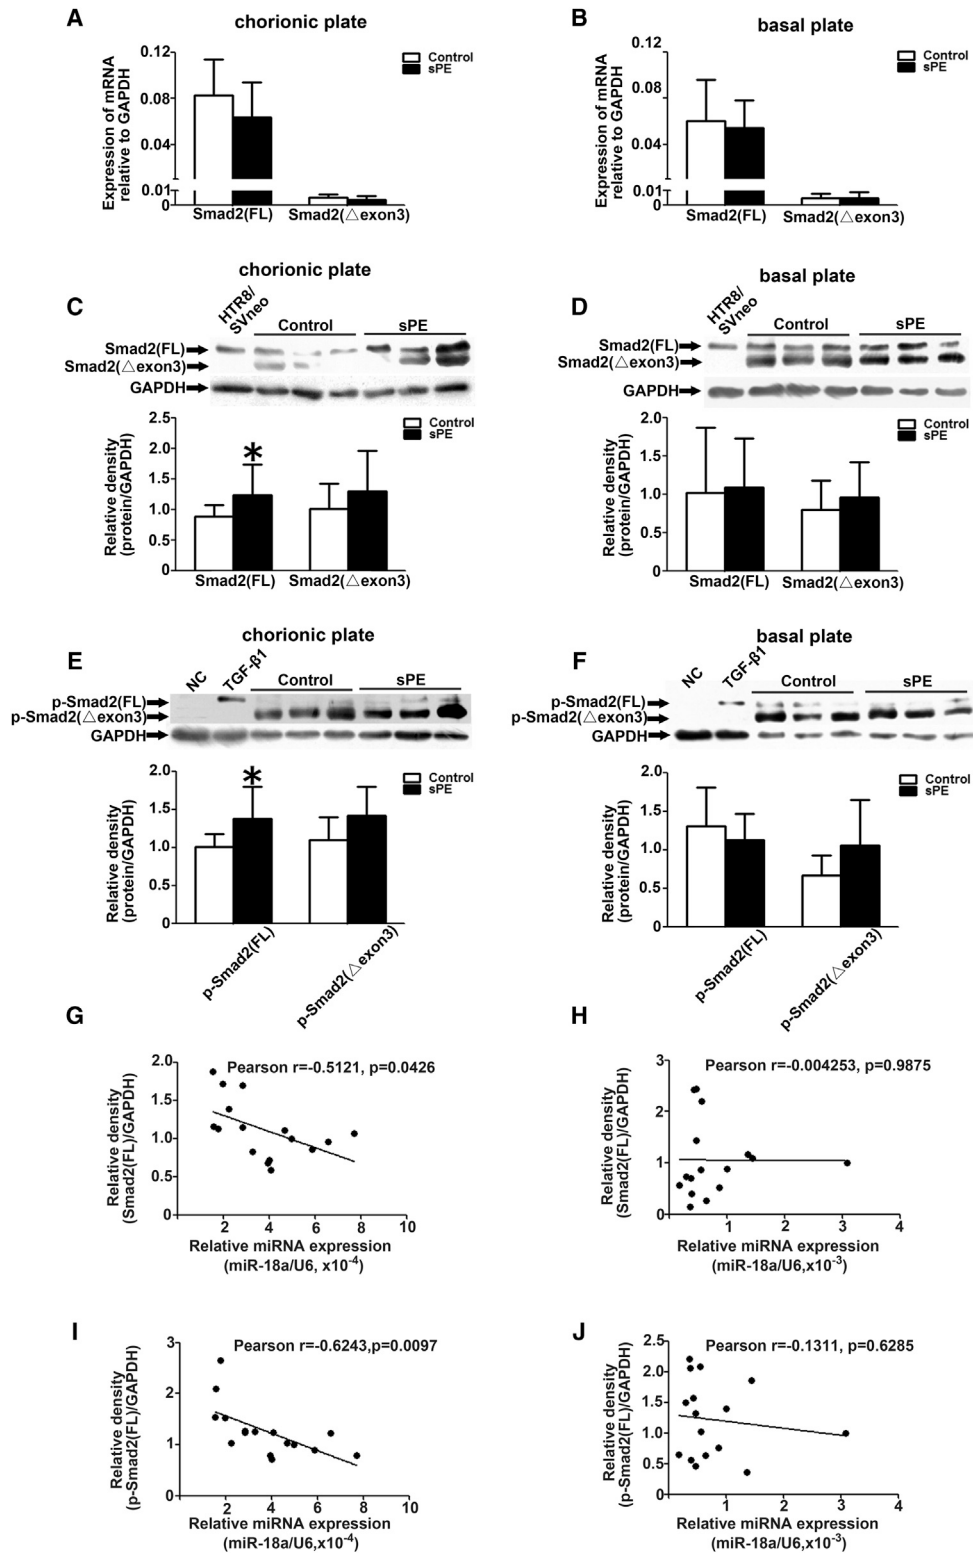 A
chorionic plate
Expression of mRNA
relative to GAPDH
0.12
0.08
0.04
0.01
0
Control
sPE
Smad2(FL)
Smad2(△exon3)
B
basal plate
Expression of mRNA
relative to GAPDH
0.12
0.08
0.04
0.01
0
Control
sPE
Smad2(FL)
Smad2(△exon3)
C
chorionic plate
HTR8/
SVneo
Control
sPE
Smad2(FL)
Smad2(△exon3)
GAPDH
Relative density
(protein/GAPDH)
2.5
2.0
1.5
1.0
0.5
0
*
Control
sPE
Smad2(FL)
Smad2(△exon3)
D
basal plate
HTR8/
SVneo
Control
sPE
Smad2(FL)
Smad2(△exon3)
GAPDH
Relative density
(protein/GAPDH)
2.0
1.5
1.0
0.5
0
Control
sPE
Smad2(FL)
Smad2(△exon3)
E
chorionic plate
NC
TGF-β1
Control
sPE
p-Smad2(FL)
p-Smad2(△exon3)
GAPDH
Relative density
(protein/GAPDH)
2.0
1.5
1.0
0.5
0
*
Control
sPE
p-Smad2(FL)
p-Smad2(△exon3)
F
basal plate
NC
TGF-β1
Control
sPE
p-Smad2(FL)
p-Smad2(△exon3)
GAPDH
Relative density
(protein/GAPDH)
2.0
1.5
1.0
0.5
0
Control
sPE
p-Smad2(FL)
p-Smad2(△exon3)
G
Pearson r=-0.5121, p=0.0426
Relative density
(Smad2(FL)/GAPDH)
2.0
1.5
1.0
0.5
0
2
4
6
8
10
Relative miRNA expression
(miR-18a/U6, x10-4)
H
Pearson r=-0.004253, p=0.9875
Relative density
(Smad2(FL)/GAPDH)
3
2
1
0
1
2
3
4
Relative miRNA expression
(miR-18a/U6,x10-3)
I
Pearson r=-0.6243,p=0.0097
Relative density
(p-Smad2(FL)/GAPDH)
3
2
1
0
2
4
6
8
10
Relative miRNA expression
(miR-18a/U6,x10-4)
J
Pearson r=-0.1311, p=0.6285
Relative density
(p-Smad2(FL)/GAPDH)
2.5
2.0
1.5
1.0
0.5
0
1
2
3
4
Relative miRNA expression
(miR-18a/U6,x10-3)